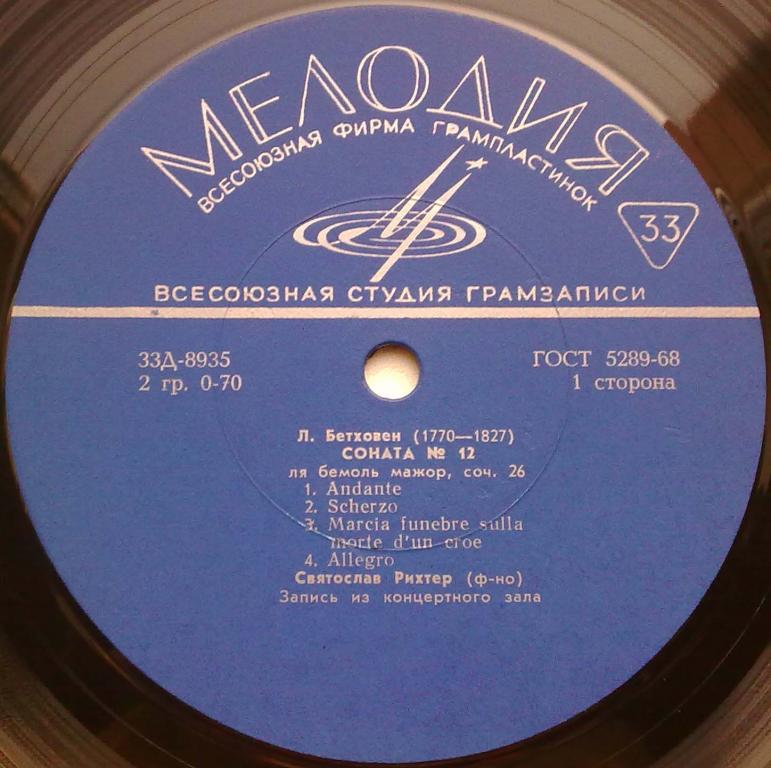 МЕЛОДИЯ
ВСЕСОЮЗНАЯ ФИРМА ГРАМПЛАСТИНОК
33
ВСЕСОЮЗНАЯ СТУДИЯ ГРАМЗАПИСИ
33Д-8935
ГОСТ 5289-68
2 гр. 0-70
1 сторона
Л. Бетховен (1770—1827)
СОНАТА № 12
ля бемоль мажор, соч. 26
1. Andante
2. Scherzo
3. Marcia funebre sulla
morte d'un croe
4. Allegro
Святослав Рихтер (ф-но)
Запись из концертного зала